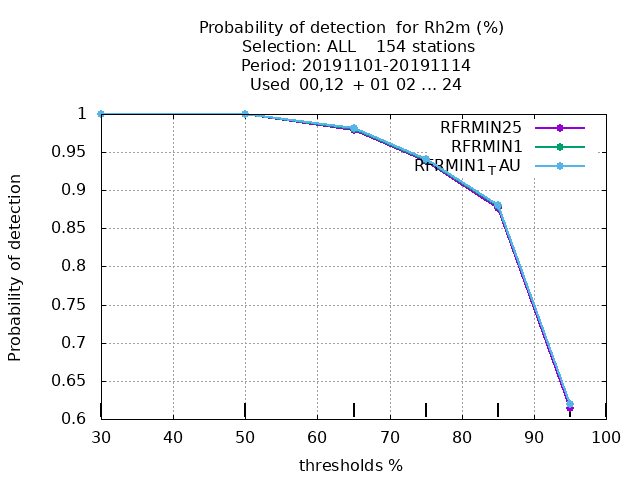 Probability of detection for Rh2m (%)
Selection: ALL 154 stations
Period: 20191101-20191114
Used 00,12 + 01 02 ... 24
1
0.95
0.9
0.85
0.8
0.75
0.7
0.65
0.6
Probability of detection
RFRMIN25
RFRMIN1
RFRMIN1TAU
30 40 50 60 70 80 90 100
thresholds %